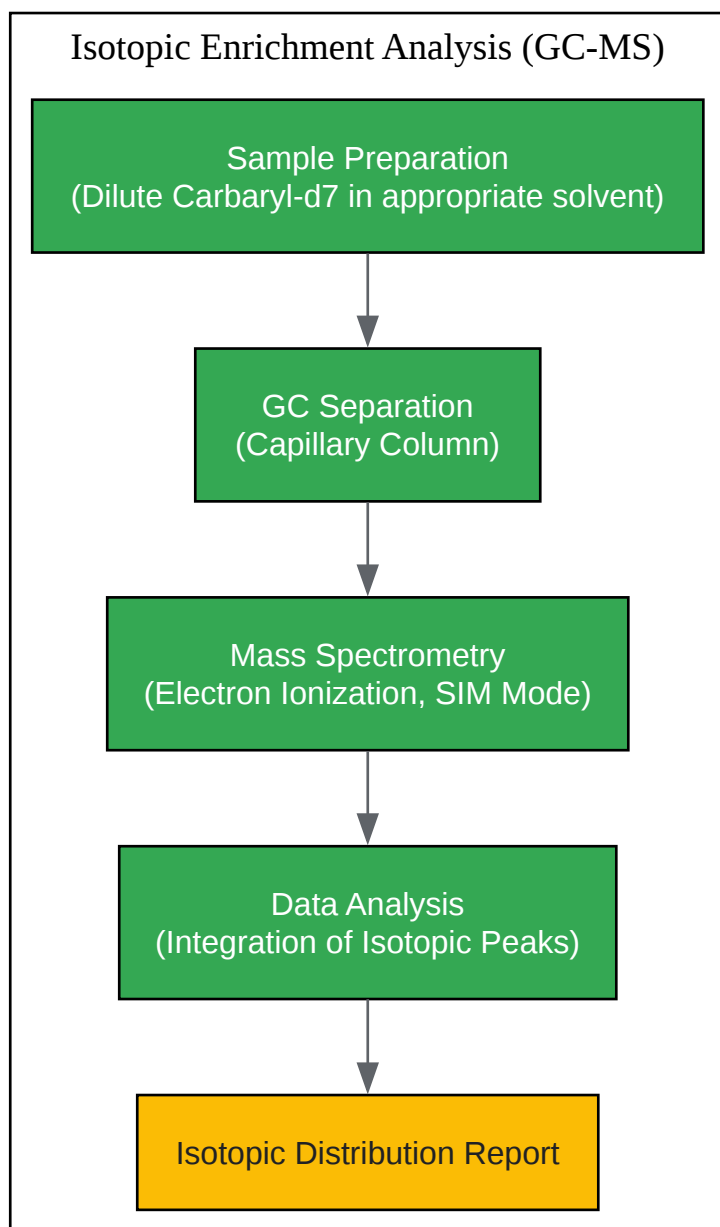 Isotopic Enrichment Analysis (GC-MS)
Sample Preparation
(Dilute Carbaryl-d7 in appropriate solvent)
GC Separation
(Capillary Column)
Mass Spectrometry
(Electron Ionization, SIM Mode)
Data Analysis
(Integration of Isotopic Peaks)
Isotopic Distribution Report